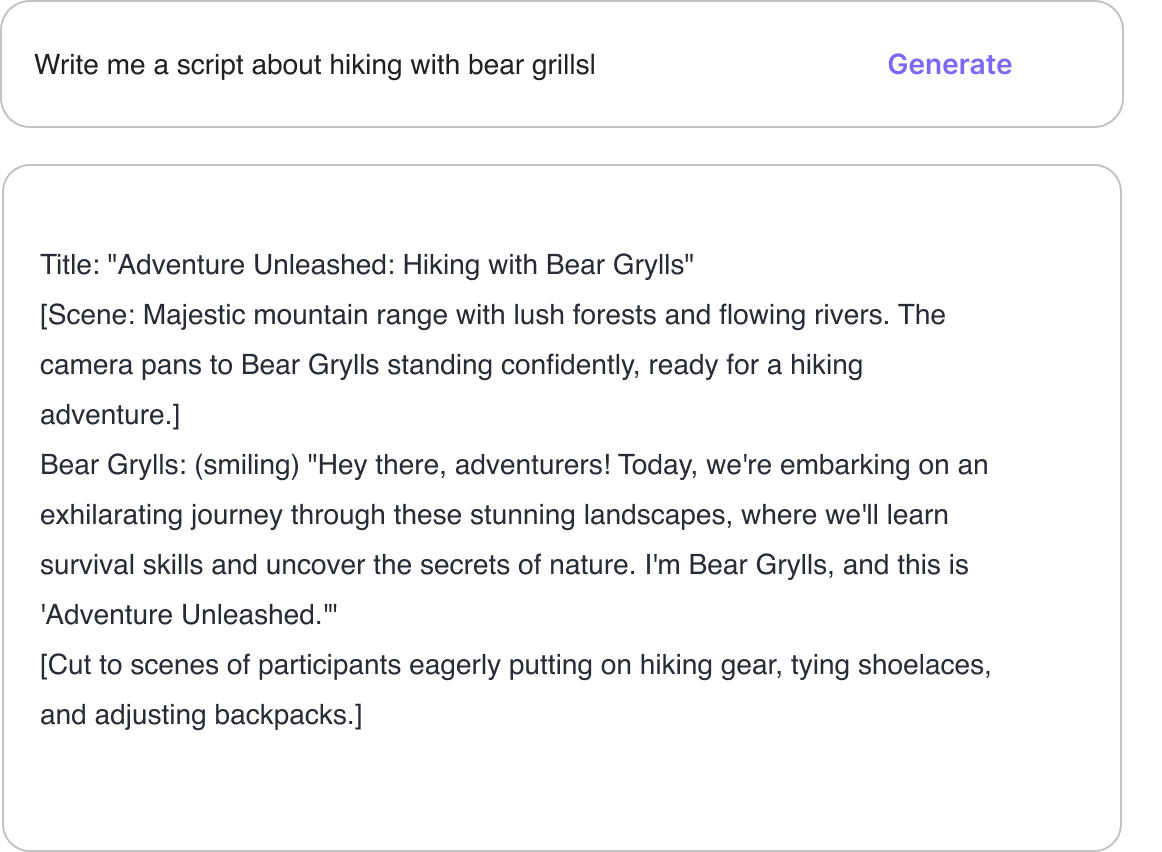 Write me a script about hiking with bear grillsl
Generate
Title: "Adventure Unleashed: Hiking with Bear Grylls"
[Scene: Majestic mountain range with lush forests and flowing rivers. The
camera pans to Bear Grylls standing confidently, ready for a hiking
adventure.]
Bear Grylls: (smiling) "Hey there, adventurers! Today, we're embarking on an
exhilarating journey through these stunning landscapes, where we'll learn
survival skills and uncover the secrets of nature. I'm Bear Grylls, and this is
'Adventure Unleashed.'"
[Cut to scenes of participants eagerly putting on hiking gear, tying shoelaces,
and adjusting backpacks.]